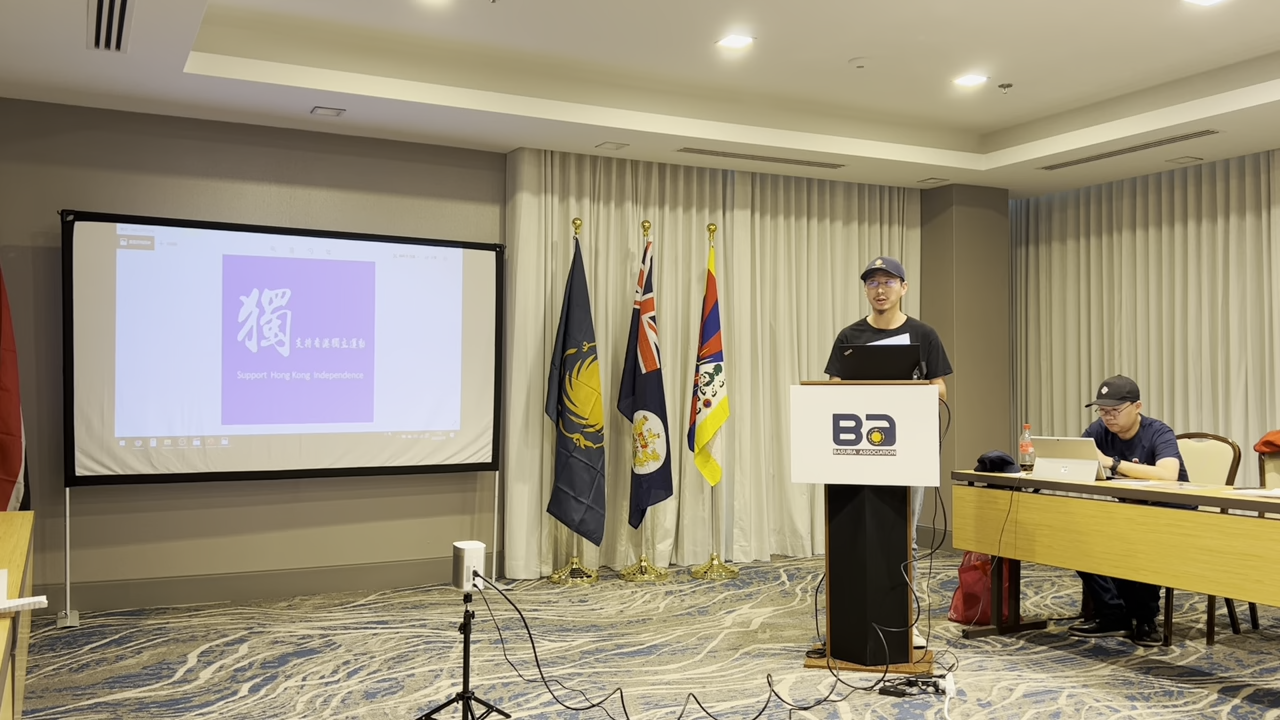 獨
支持香港獨立運動
Support Hong Kong Independence
BA
BASURIA ASSOCIATION